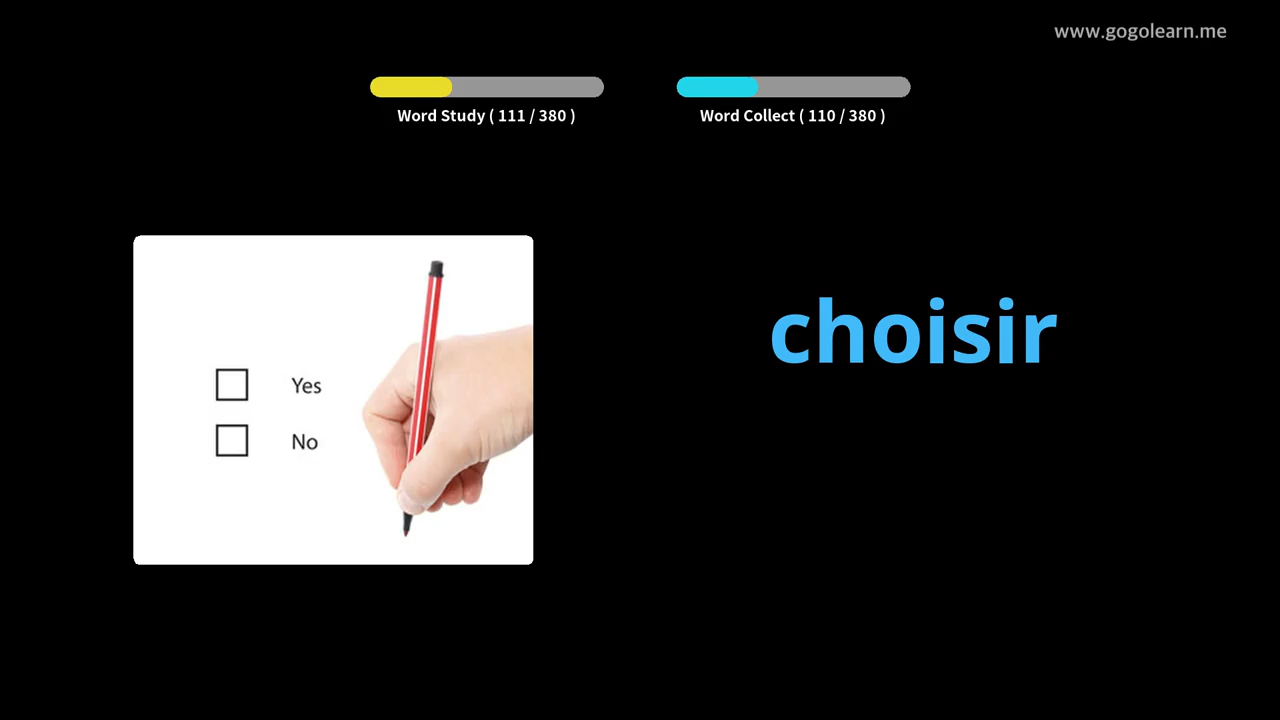 www.gogolearn.me
Word Study ( 111 / 380 )
Word Collect ( 110 / 380 )
choisir
Yes
No